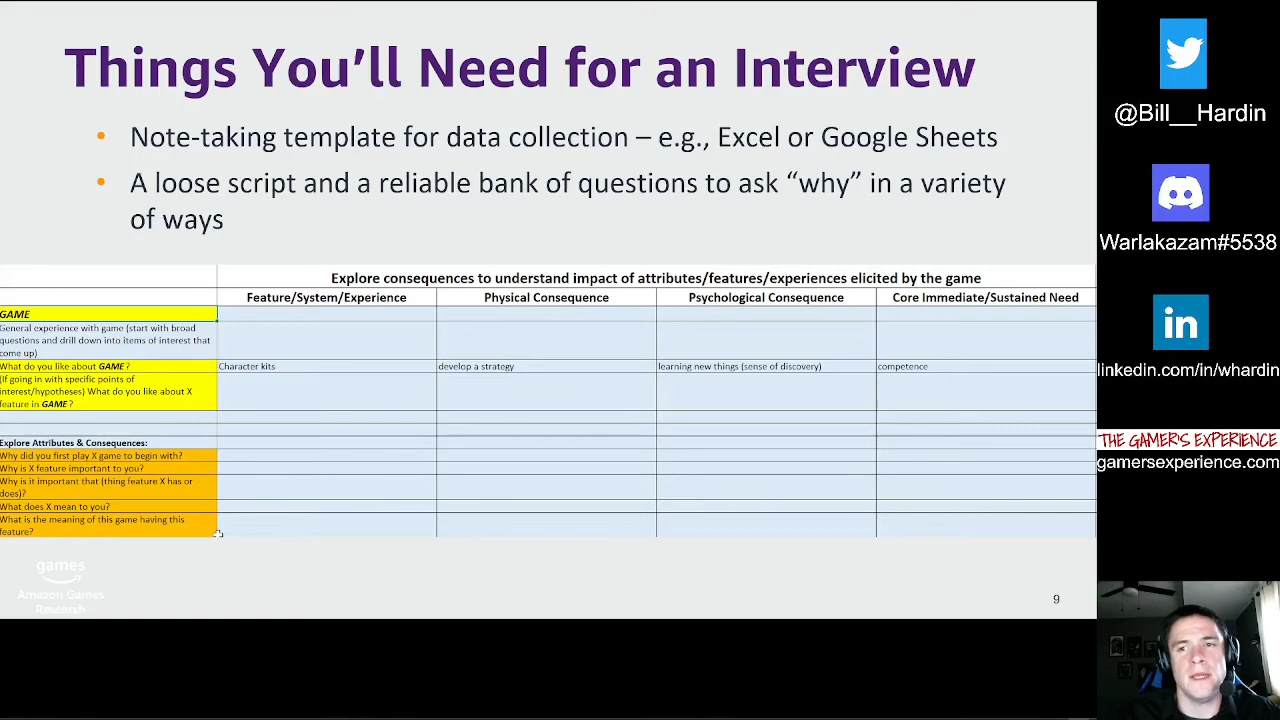 Things You'll Need for an Interview
• Note-taking template for data collection – e.g., Excel or Google Sheets
• A loose script and a reliable bank of questions to ask “why” in a variety
of ways
Explore consequences to understand impact of attributes/features/experiences elicited by the game
Feature/System/Experience Physical Consequence Psychological Consequence Core Immediate/Sustained Need
GAME
General experience with game (start with broad
questions and drill down into items of interest that
come up)
What do you like about GAME ? Character kits develop a strategy learning new things (sense of discovery) competence
(If going in with specific points of
interest/hypotheses) What do you like about X
feature in GAME ?
Explore Attributes & Consequences:
Why did you first play X game to begin with?
Why is X feature important to you?
Why is it important that (thing feature X has or
does)?
What does X mean to you?
What is the meaning of this game having this
feature?
games
Amazon Games
Research
9
@Bill__Hardin
Warlakazam#5538
in
linkedin.com/in/whardin
THE GAMER'S EXPERIENCE
gamersexperience.com